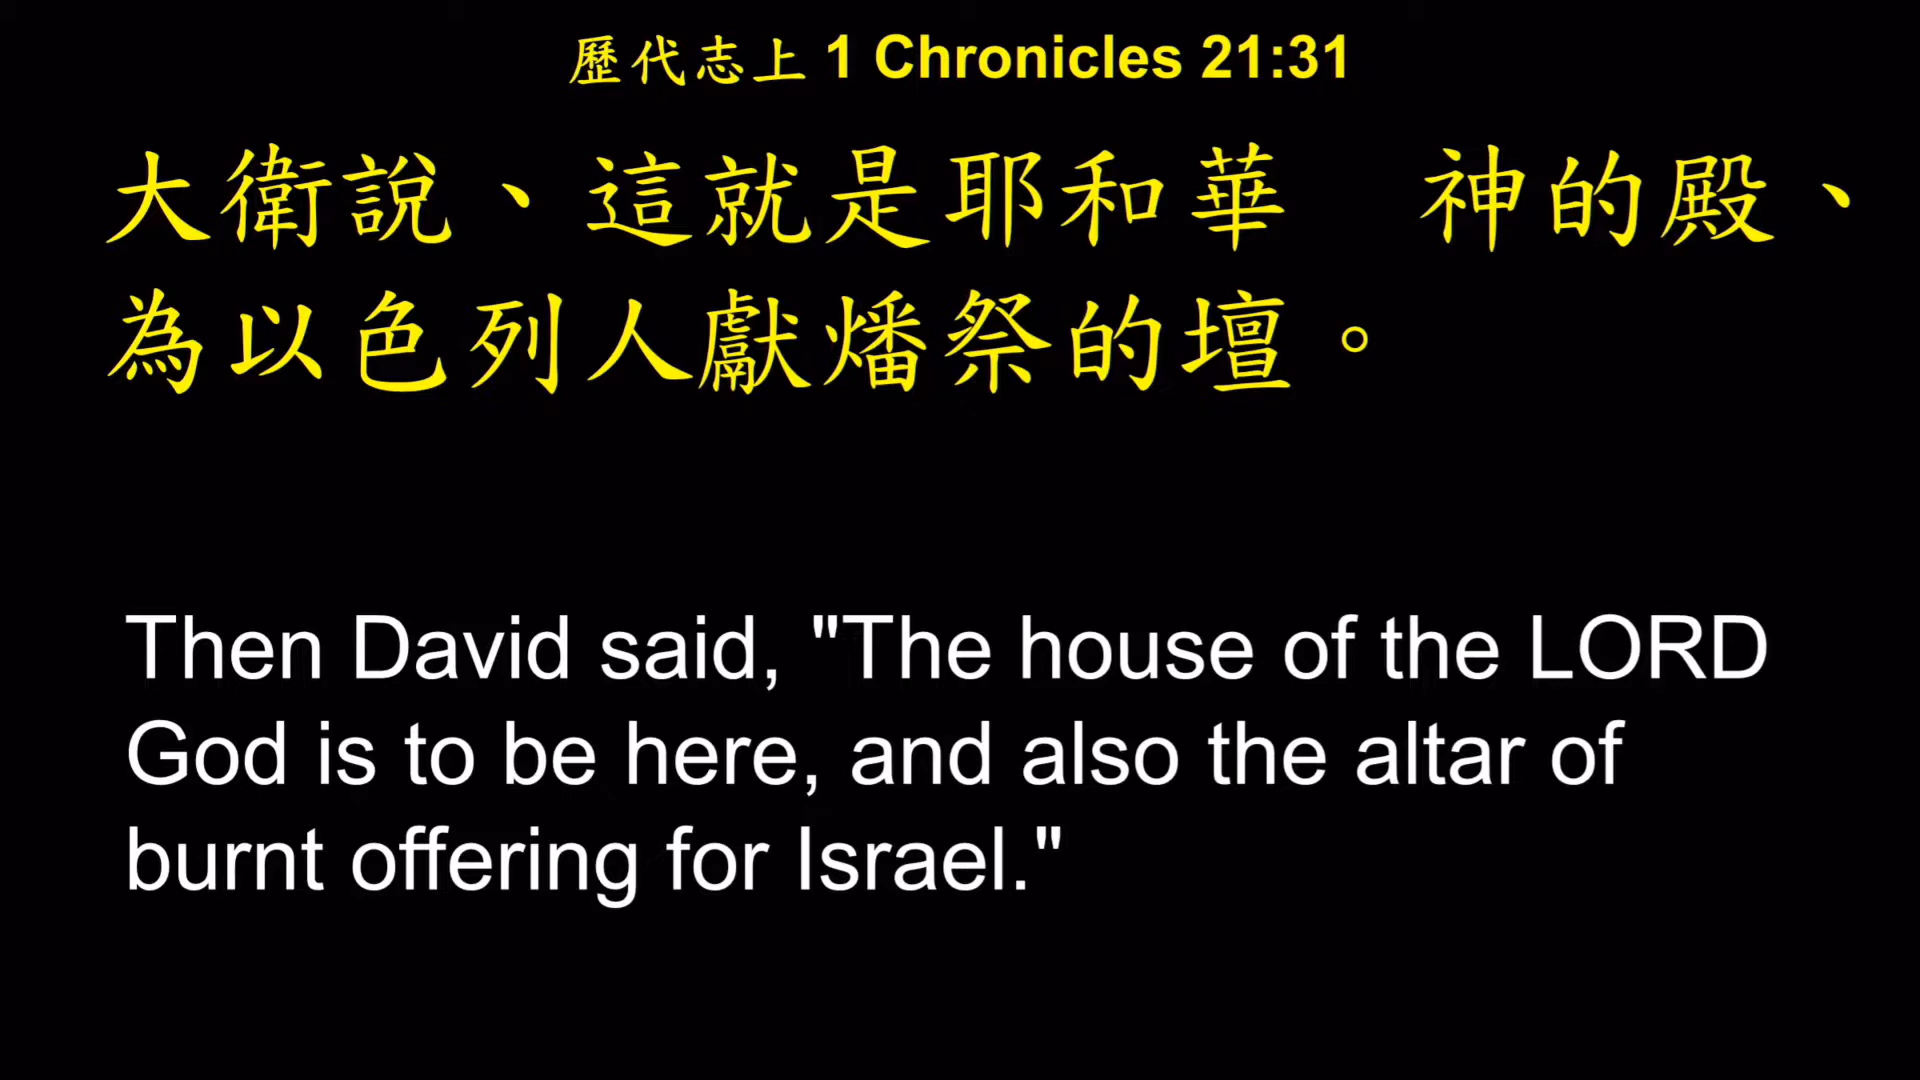 歷代志上 1 Chronicles 21:31
大衛說、這就是耶和華　神的殿、
為以色列人獻燔祭的壇。
Then David said, "The house of the LORD
God is to be here, and also the altar of
burnt offering for Israel."